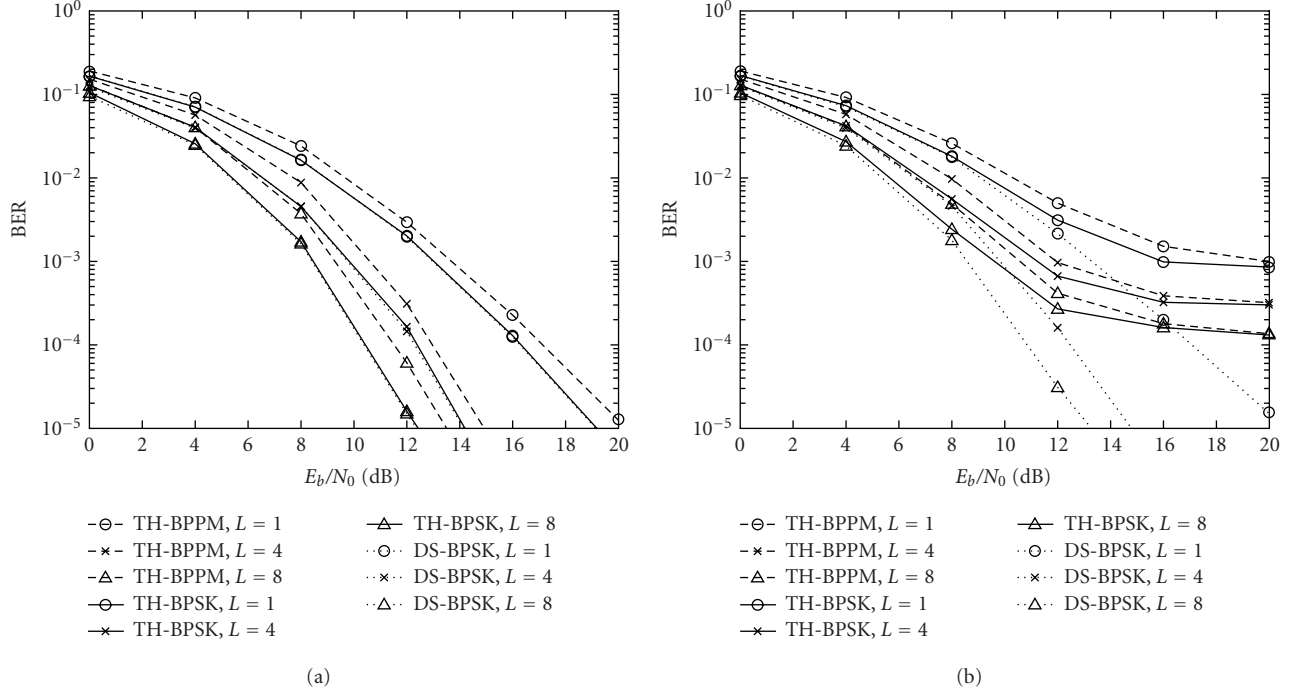 10^0
10^-1
10^-2
10^-3
10^-4
10^-5
BER
0 2 4 6 8 10 12 14 16 18 20
E_b/N_0 (dB)
TH-BPPM, L = 1
TH-BPPM, L = 4
TH-BPPM, L = 8
TH-BPSK, L = 1
TH-BPSK, L = 4
TH-BPSK, L = 8
DS-BPSK, L = 1
DS-BPSK, L = 4
DS-BPSK, L = 8
(a)
10^0
10^-1
10^-2
10^-3
10^-4
10^-5
BER
0 2 4 6 8 10 12 14 16 18 20
E_b/N_0 (dB)
TH-BPPM, L = 1
TH-BPPM, L = 4
TH-BPPM, L = 8
TH-BPSK, L = 1
TH-BPSK, L = 4
TH-BPSK, L = 8
DS-BPSK, L = 1
DS-BPSK, L = 4
DS-BPSK, L = 8
(b)